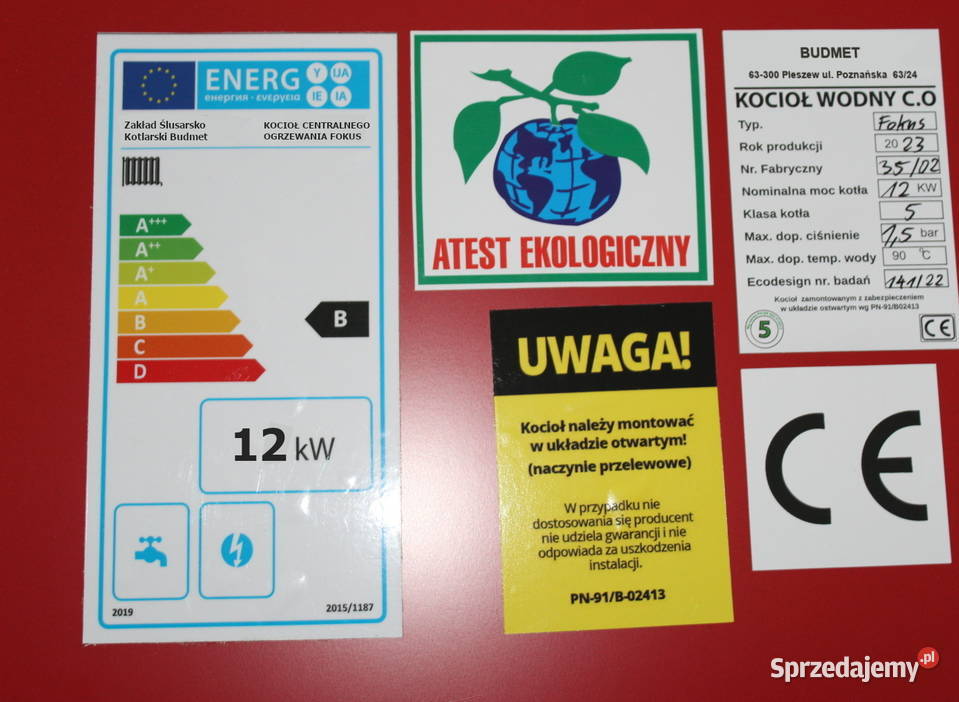 ENERG
Y IJA
IE IA
енергия · ενεργεια
Zakład Ślusarsko
Kotlarski Budmet
KOCIOŁ CENTRALNEGO
OGRZEWANIA FOKUS
A+++
A++
A+
A
B
C
D
B
12 kW
2019
2015/1187
ATEST EKOLOGICZNY
UWAGA!
Kocioł należy montować
w układzie otwartym!
(naczynie przelewowe)
W przypadku nie
dostosowania się producent
nie udziela gwarancji i nie
odpowiada za uszkodzenia
instalacji.
PN-91/B-02413
BUDMET
63-300 Pleszew ul. Poznańska 63/24
KOCIOŁ WODNY C.O
Typ. Fokus
Rok produkcji 2023
Nr. Fabryczny 35/02
Nominalna moc kotła 12 KW
Klasa kotła 5
Max. dop. ciśnienie 1,5 bar
Max. dop. temp. wody 90 °C
Ecodesign nr. badań 141/22
Kocioł zamontowanym z zabezpieczeniem
w układzie ostwartym wg PN-91/B02413
5
CE
CE
Sprzedajemy.pl